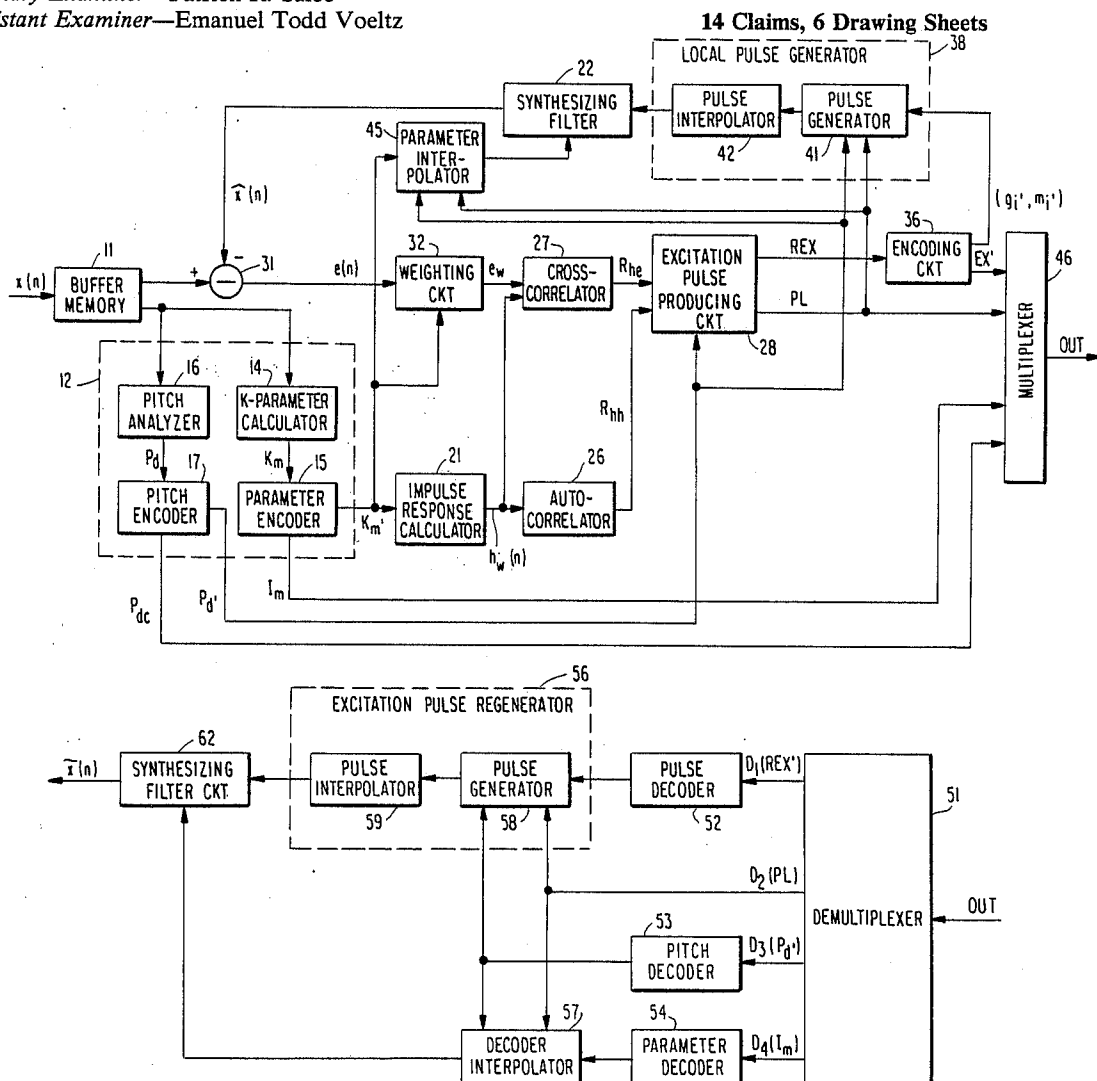 Emanuel Todd Voeltz
14 Claims, 6 Drawing Sheets
38
LOCAL PULSE GENERATOR
22
SYNTHESIZING FILTER
PULSE INTERPOLATOR
42
PULSE GENERATOR
41
45
PARAMETER INTER-POLATOR
x̂(n)
(gi', mi')
11
x(n)
BUFFER MEMORY
+
−
31
e(n)
32
WEIGHTING CKT
ew
27
CROSS-CORRELATOR
Rhe
EXCITATION PULSE PRODUCING CKT
28
REX
PL
36
ENCODING CKT
EX'
46
MULTIPLEXER
OUT
12
16
PITCH ANALYZER
14
K-PARAMETER CALCULATOR
Pd
Km
17
PITCH ENCODER
15
PARAMETER ENCODER
Km'
21
IMPULSE RESPONSE CALCULATOR
hw(n)
26
AUTO-CORRELATOR
Rhh
Pdc
Pd'
Im
56
EXCITATION PULSE REGENERATOR
62
x̃(n)
SYNTHESIZING FILTER CKT
PULSE INTERPOLATOR
59
PULSE GENERATOR
58
PULSE DECODER
52
D1(REX')
51
D2(PL)
DEMULTIPLEXER
OUT
53
PITCH DECODER
D3(Pd')
57
DECODER INTERPOLATOR
54
PARAMETER DECODER
D4(Im)